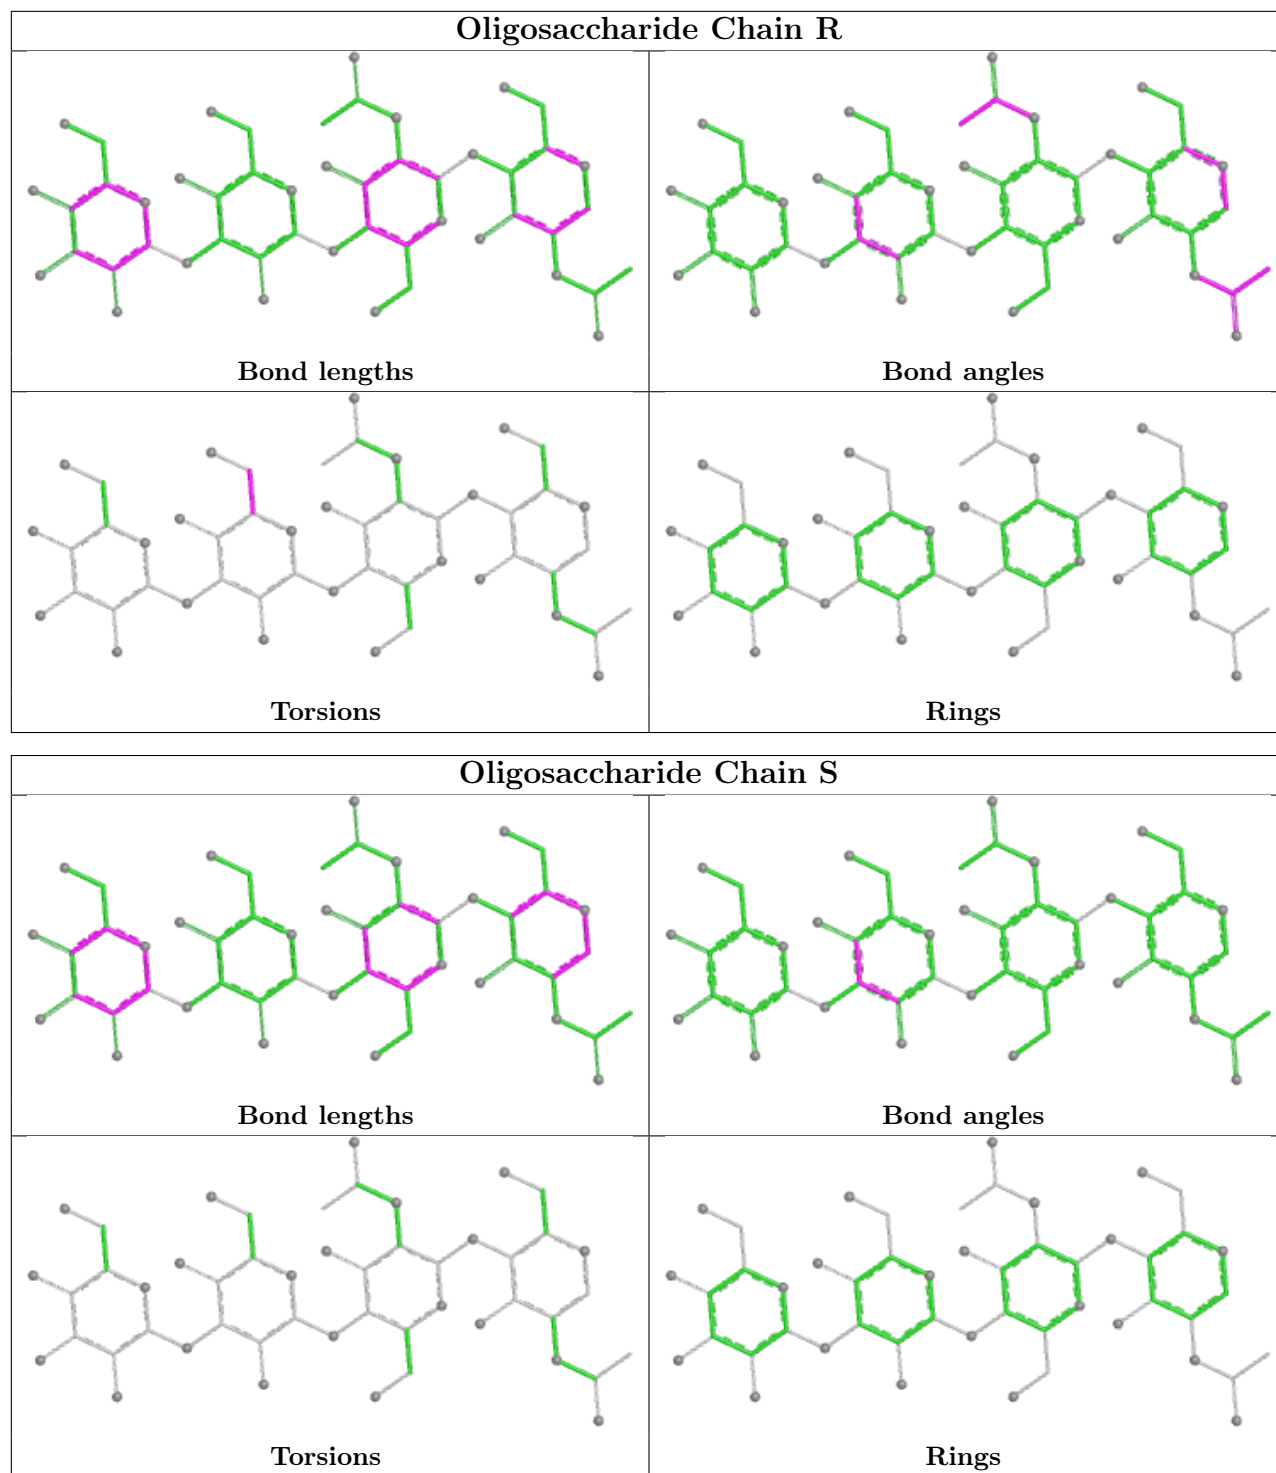 Oligosaccharide Chain R
Bond lengths
Bond angles
Torsions
Rings
Oligosaccharide Chain S
Bond lengths
Bond angles
Torsions
Rings